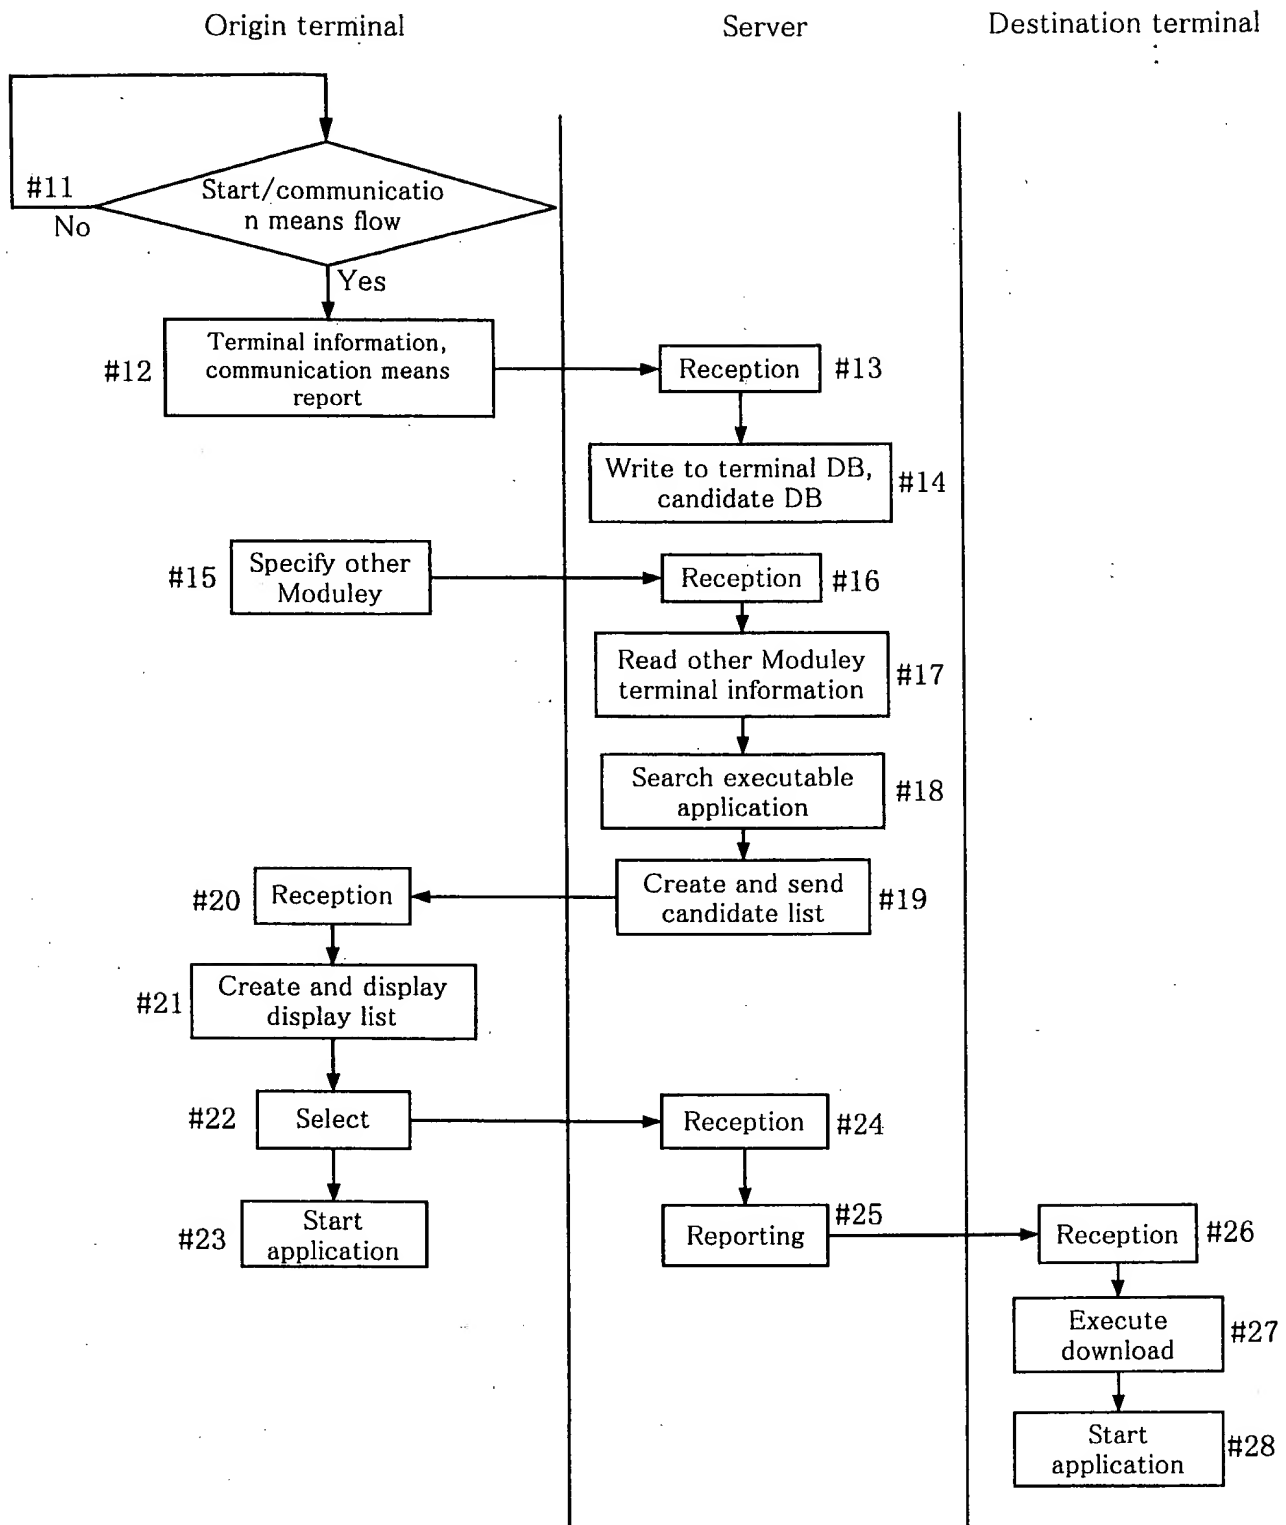 Origin terminal
Server
Destination terminal
#11
Start/communicatio
n means flow
No
Yes
#12
Terminal information,
communication means
report
Reception
#13
Write to terminal DB,
candidate DB
#14
#15
Specify other
Moduley
Reception
#16
Read other Moduley
terminal information
#17
Search executable
application
#18
#20
Reception
Create and send
candidate list
#19
#21
Create and display
display list
#22
Select
Reception
#24
#23
Start
application
Reporting
#25
Reception
#26
Execute
download
#27
Start
application
#28